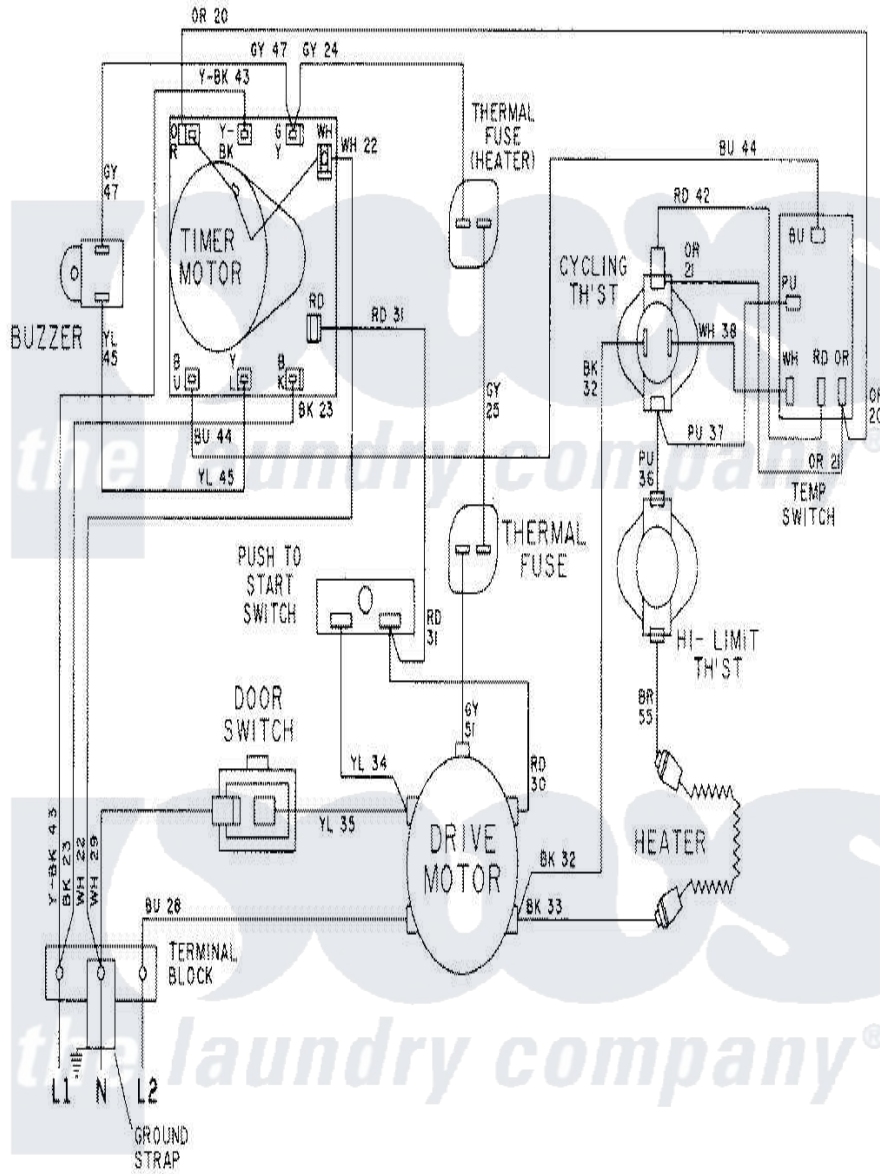 OR 20
GY 47
GY 24
Y-BK 43
THERMAL
FUSE
(HEATER)
O
R
Y-
BK
G
Y
WH
WH 22
BU 44
GY
47
RD 42
BU
TIMER
MOTOR
CYCLING
TH'ST
OR
21
PU
BUZZER
YL
45
RD
RD 31
WH 38
BK
32
WH
RD
OR
B
U
Y
L
B
K
BK 23
GY
25
OR
20
BU 44
PU 37
the laundry company®
YL 45
PU
36
OR 21
TEMP
SWITCH
PUSH TO
START
SWITCH
THERMAL
FUSE
RD
31
HI- LIMIT
TH'ST
DOOR
SWITCH
GY
51
BR
55
YL 34
RD
30
YL 35
DRIVE
MOTOR
HEATER
Y-BK 43
BK 23
WH 22
WH 29
BK 32
BU 28
BK 33
TERMINAL
BLOCK
the laundry company®
L1
N
L2
GROUND
STRAP